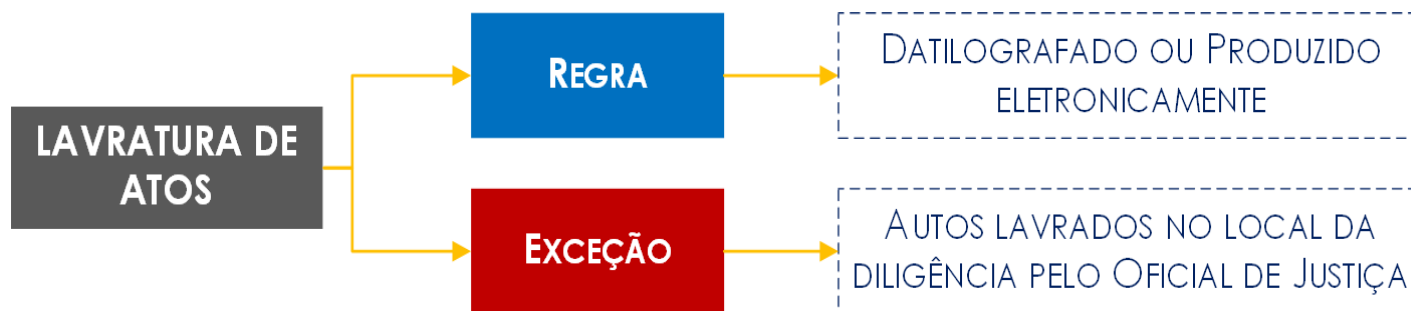 LAVRATURA DE
ATOS
REGRA
DATILOGRAFADO OU PRODUZIDO
ELETRONICAMENTE
EXCEÇÃO
AUTOS LAVRADOS NO LOCAL DA
DILIGÊNCIA PELO OFICIAL DE JUSTIÇA